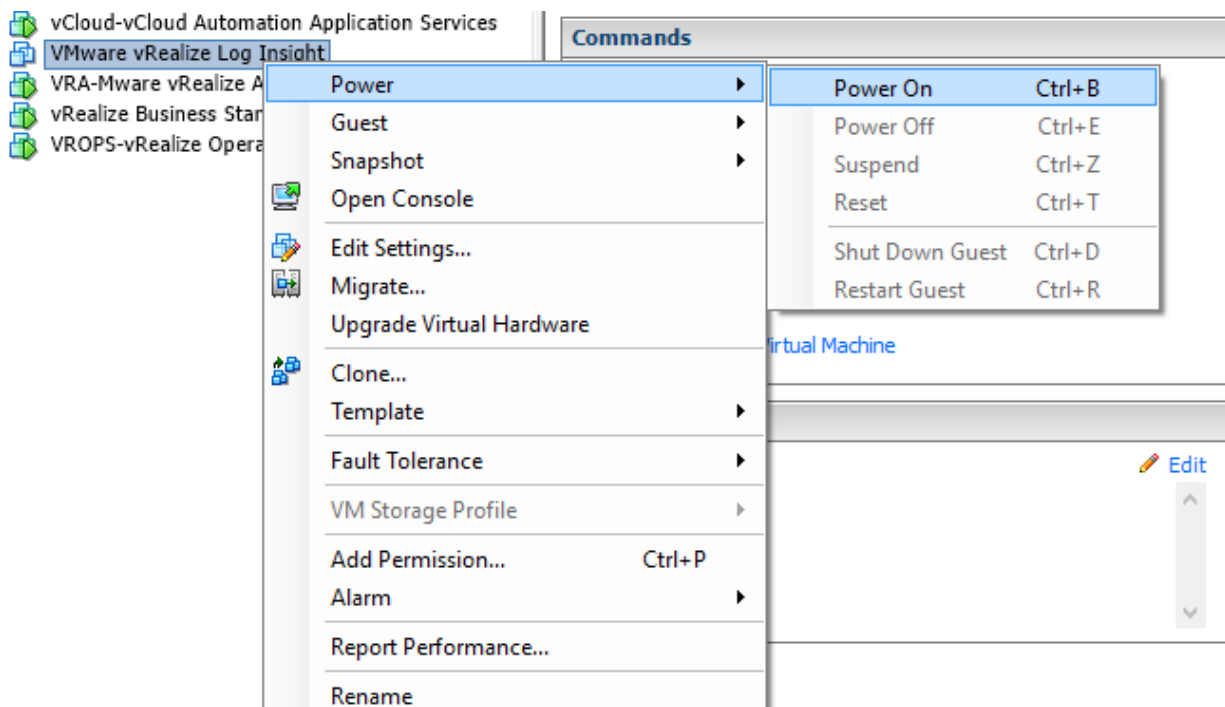 vCloud-vCloud Automation Application Services
VMware vRealize Log Insight
VRA-Mware vRealize A
vRealize Business Stan
VROPS-vRealize Opera
Commands
Power
Guest
Snapshot
Open Console
Edit Settings...
Migrate...
Upgrade Virtual Hardware
Clone...
Template
Fault Tolerance
VM Storage Profile
Add Permission... Ctrl+P
Alarm
Report Performance...
Rename
Power On Ctrl+B
Power Off Ctrl+E
Suspend Ctrl+Z
Reset Ctrl+T
Shut Down Guest Ctrl+D
Restart Guest Ctrl+R
Virtual Machine
Edit